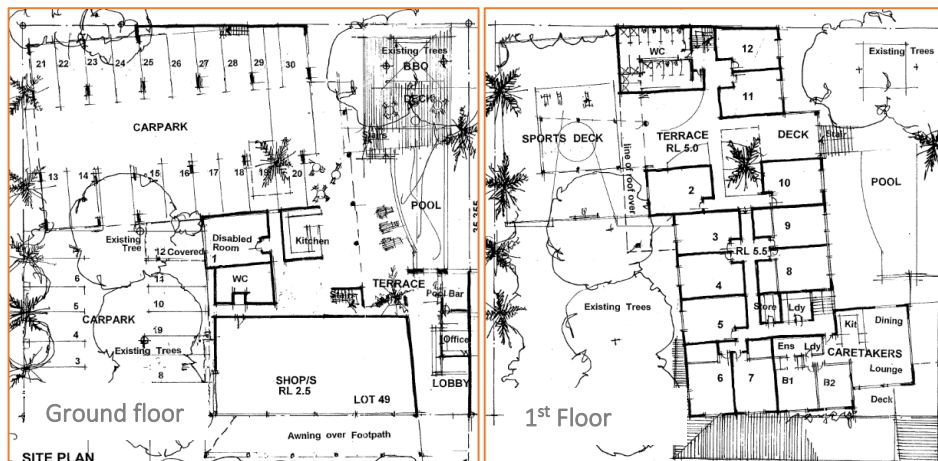 21
22
23
24
25
26
27
28
29
30
Existing Trees
BBQ
DECK
Stairs
CARPARK
13
14
15
16
17
18
19
20
POOL
Existing
Tree
12 Covered
Disabled
Room
1
Kitchen
WC
TERRACE
Pool Bar
Office
LOBBY
6
5
4
3
11
10
19
8
CARPARK
Existing Trees
SHOP/S
RL 2.5
LOT 49
Ground floor
Awning over Footpath
SITE PLAN
WC
12
11
Existing Trees
SPORTS DECK
TERRACE
RL 5.0
DECK
Stair
line of roof over
2
10
POOL
3
9
RL 5.5
4
8
Existing Trees
Store
Ldy
5
Kit
Dining
Ens
Ldy
CARETAKERS
Lounge
6
7
B1
B2
Deck
1st Floor